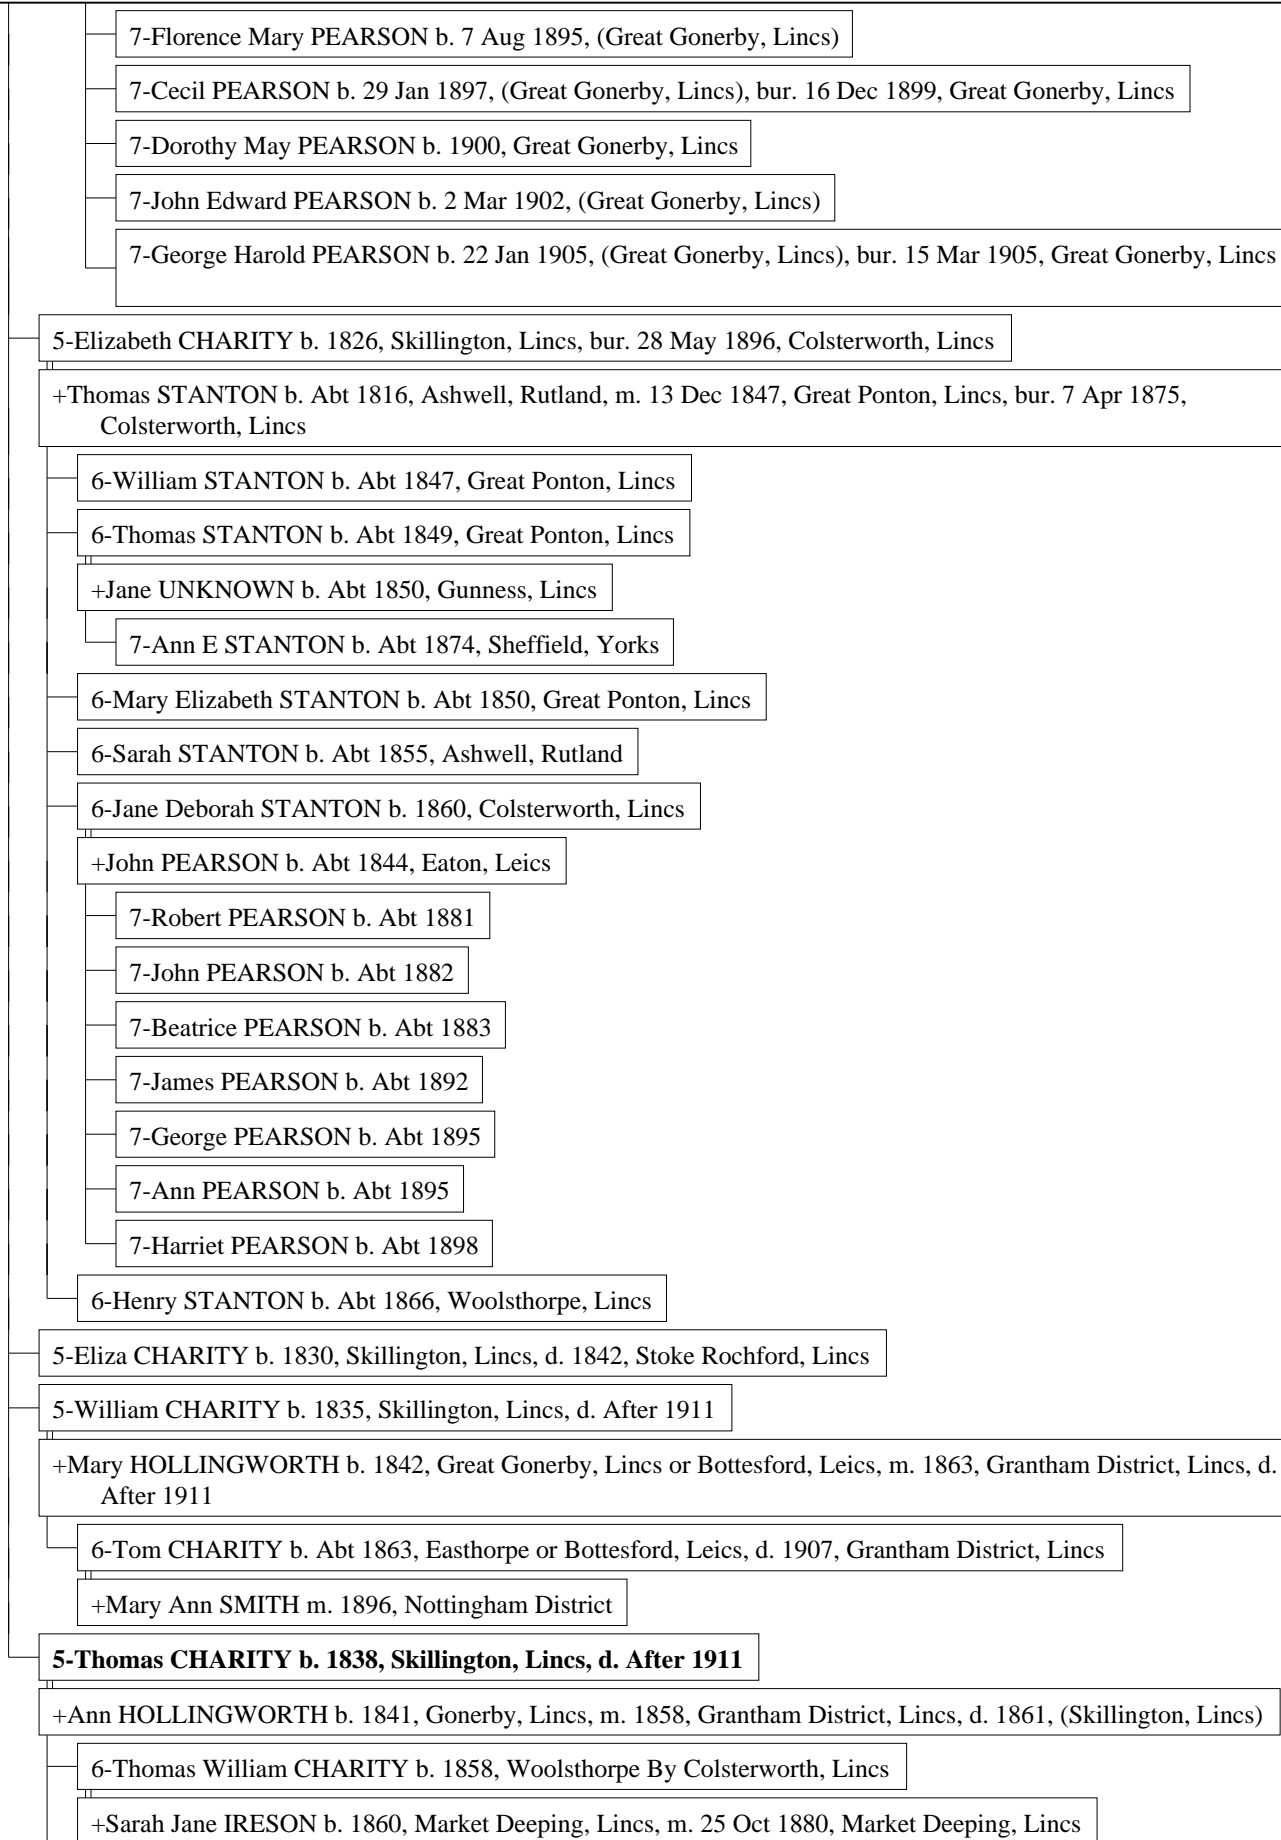 7-Florence Mary PEARSON b. 7 Aug 1895, (Great Gonerby, Lincs)
7-Cecil PEARSON b. 29 Jan 1897, (Great Gonerby, Lincs), bur. 16 Dec 1899, Great Gonerby, Lincs
7-Dorothy May PEARSON b. 1900, Great Gonerby, Lincs
7-John Edward PEARSON b. 2 Mar 1902, (Great Gonerby, Lincs)
7-George Harold PEARSON b. 22 Jan 1905, (Great Gonerby, Lincs), bur. 15 Mar 1905, Great Gonerby, Lincs
5-Elizabeth CHARITY b. 1826, Skillington, Lincs, bur. 28 May 1896, Colsterworth, Lincs
+Thomas STANTON b. Abt 1816, Ashwell, Rutland, m. 13 Dec 1847, Great Ponton, Lincs, bur. 7 Apr 1875,
Colsterworth, Lincs
6-William STANTON b. Abt 1847, Great Ponton, Lincs
6-Thomas STANTON b. Abt 1849, Great Ponton, Lincs
+Jane UNKNOWN b. Abt 1850, Gunness, Lincs
7-Ann E STANTON b. Abt 1874, Sheffield, Yorks
6-Mary Elizabeth STANTON b. Abt 1850, Great Ponton, Lincs
6-Sarah STANTON b. Abt 1855, Ashwell, Rutland
6-Jane Deborah STANTON b. 1860, Colsterworth, Lincs
+John PEARSON b. Abt 1844, Eaton, Leics
7-Robert PEARSON b. Abt 1881
7-John PEARSON b. Abt 1882
7-Beatrice PEARSON b. Abt 1883
7-James PEARSON b. Abt 1892
7-George PEARSON b. Abt 1895
7-Ann PEARSON b. Abt 1895
7-Harriet PEARSON b. Abt 1898
6-Henry STANTON b. Abt 1866, Woolsthorpe, Lincs
5-Eliza CHARITY b. 1830, Skillington, Lincs, d. 1842, Stoke Rochford, Lincs
5-William CHARITY b. 1835, Skillington, Lincs, d. After 1911
+Mary HOLLINGWORTH b. 1842, Great Gonerby, Lincs or Bottesford, Leics, m. 1863, Grantham District, Lincs, d.
After 1911
6-Tom CHARITY b. Abt 1863, Easthorpe or Bottesford, Leics, d. 1907, Grantham District, Lincs
+Mary Ann SMITH m. 1896, Nottingham District
5-Thomas CHARITY b. 1838, Skillington, Lincs, d. After 1911
+Ann HOLLINGWORTH b. 1841, Gonerby, Lincs, m. 1858, Grantham District, Lincs, d. 1861, (Skillington, Lincs)
6-Thomas William CHARITY b. 1858, Woolsthorpe By Colsterworth, Lincs
+Sarah Jane IRESON b. 1860, Market Deeping, Lincs, m. 25 Oct 1880, Market Deeping, Lincs